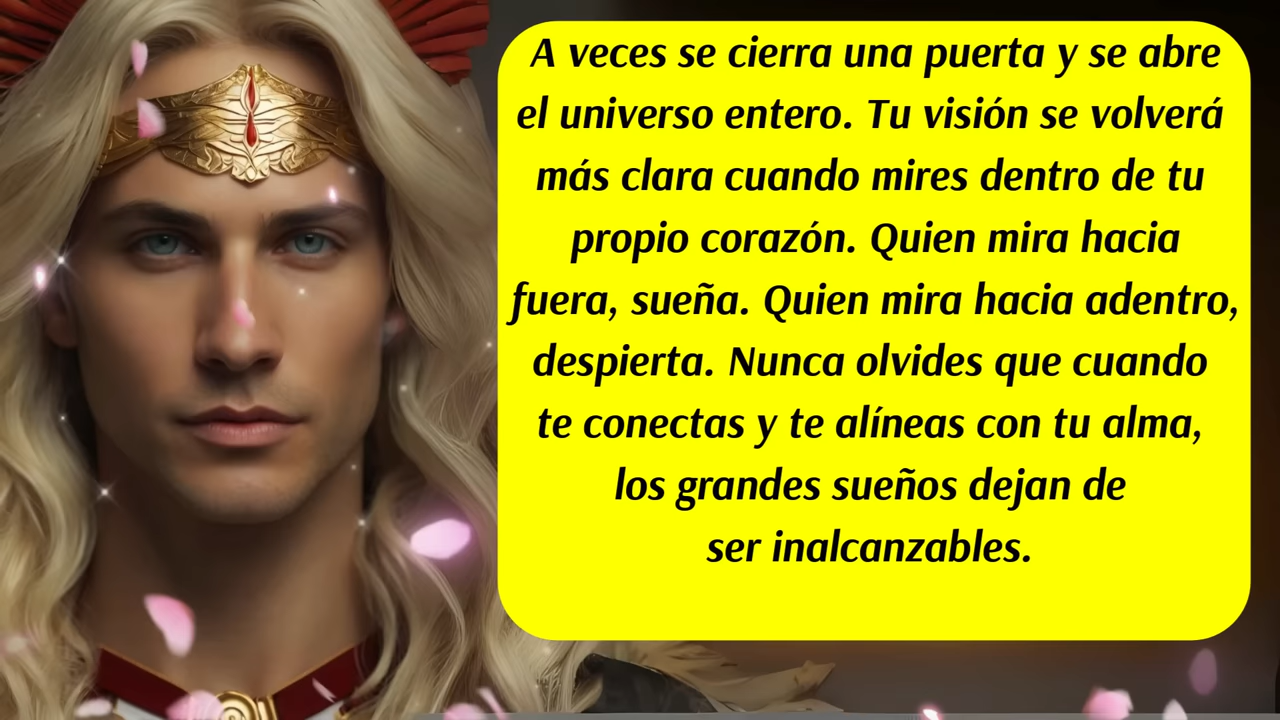 A veces se cierra una puerta y se abre
el universo entero. Tu visión se volverá
más clara cuando mires dentro de tu
propio corazón. Quien mira hacia
fuera, sueña. Quien mira hacia adentro,
despierta. Nunca olvides que cuando
te conectas y te alíneas con tu alma,
los grandes sueños dejan de
ser inalcanzables.